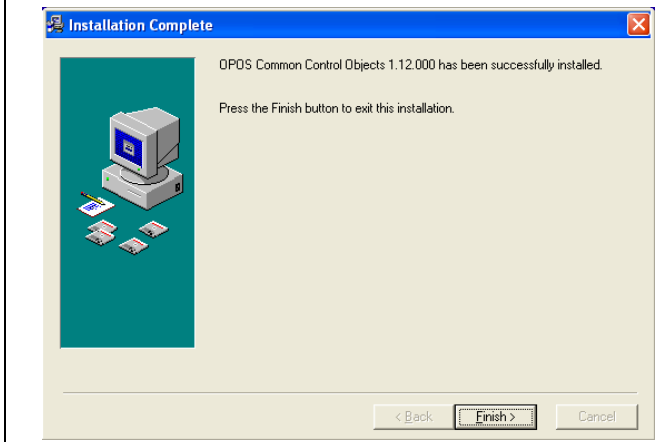 Installation Complete
OPOS Common Control Objects 1.12.000 has been successfully installed.
Press the Finish button to exit this installation.
< Back
Finish >
Cancel